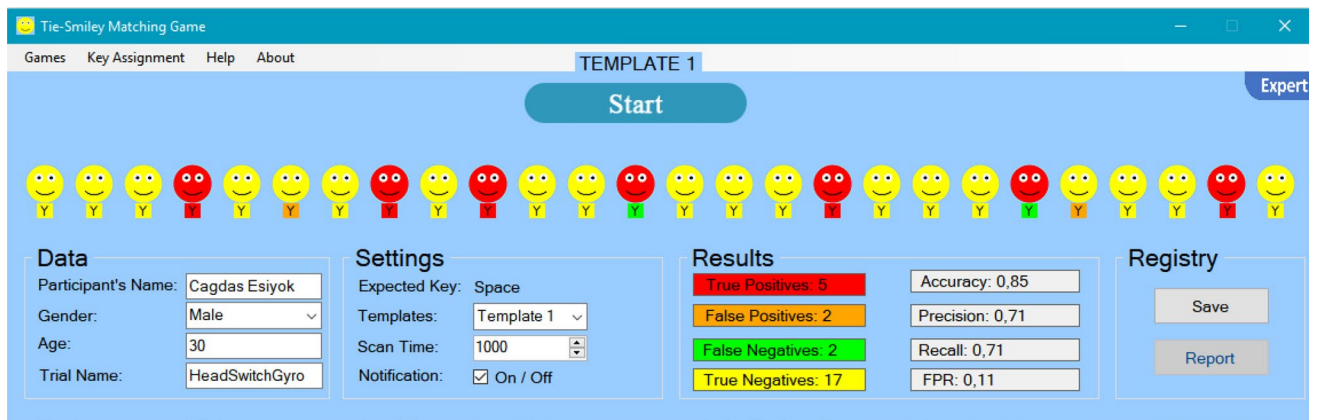 Tie-Smiley Matching Game
Games Key Assignment Help About
TEMPLATE 1
Start
Expert
Y Y Y Y Y Y Y Y Y Y Y Y Y Y Y Y Y Y Y Y Y Y Y Y Y Y
Data
Participant's Name: Cagdas Esiyok
Gender: Male
Age: 30
Trial Name: HeadSwitchGyro
Settings
Expected Key: Space
Templates: Template 1
Scan Time: 1000
Notification: On / Off
Results
True Positives: 5
False Positives: 2
False Negatives: 2
True Negatives: 17
Accuracy: 0,85
Precision: 0,71
Recall: 0,71
FPR: 0,11
Registry
Save
Report